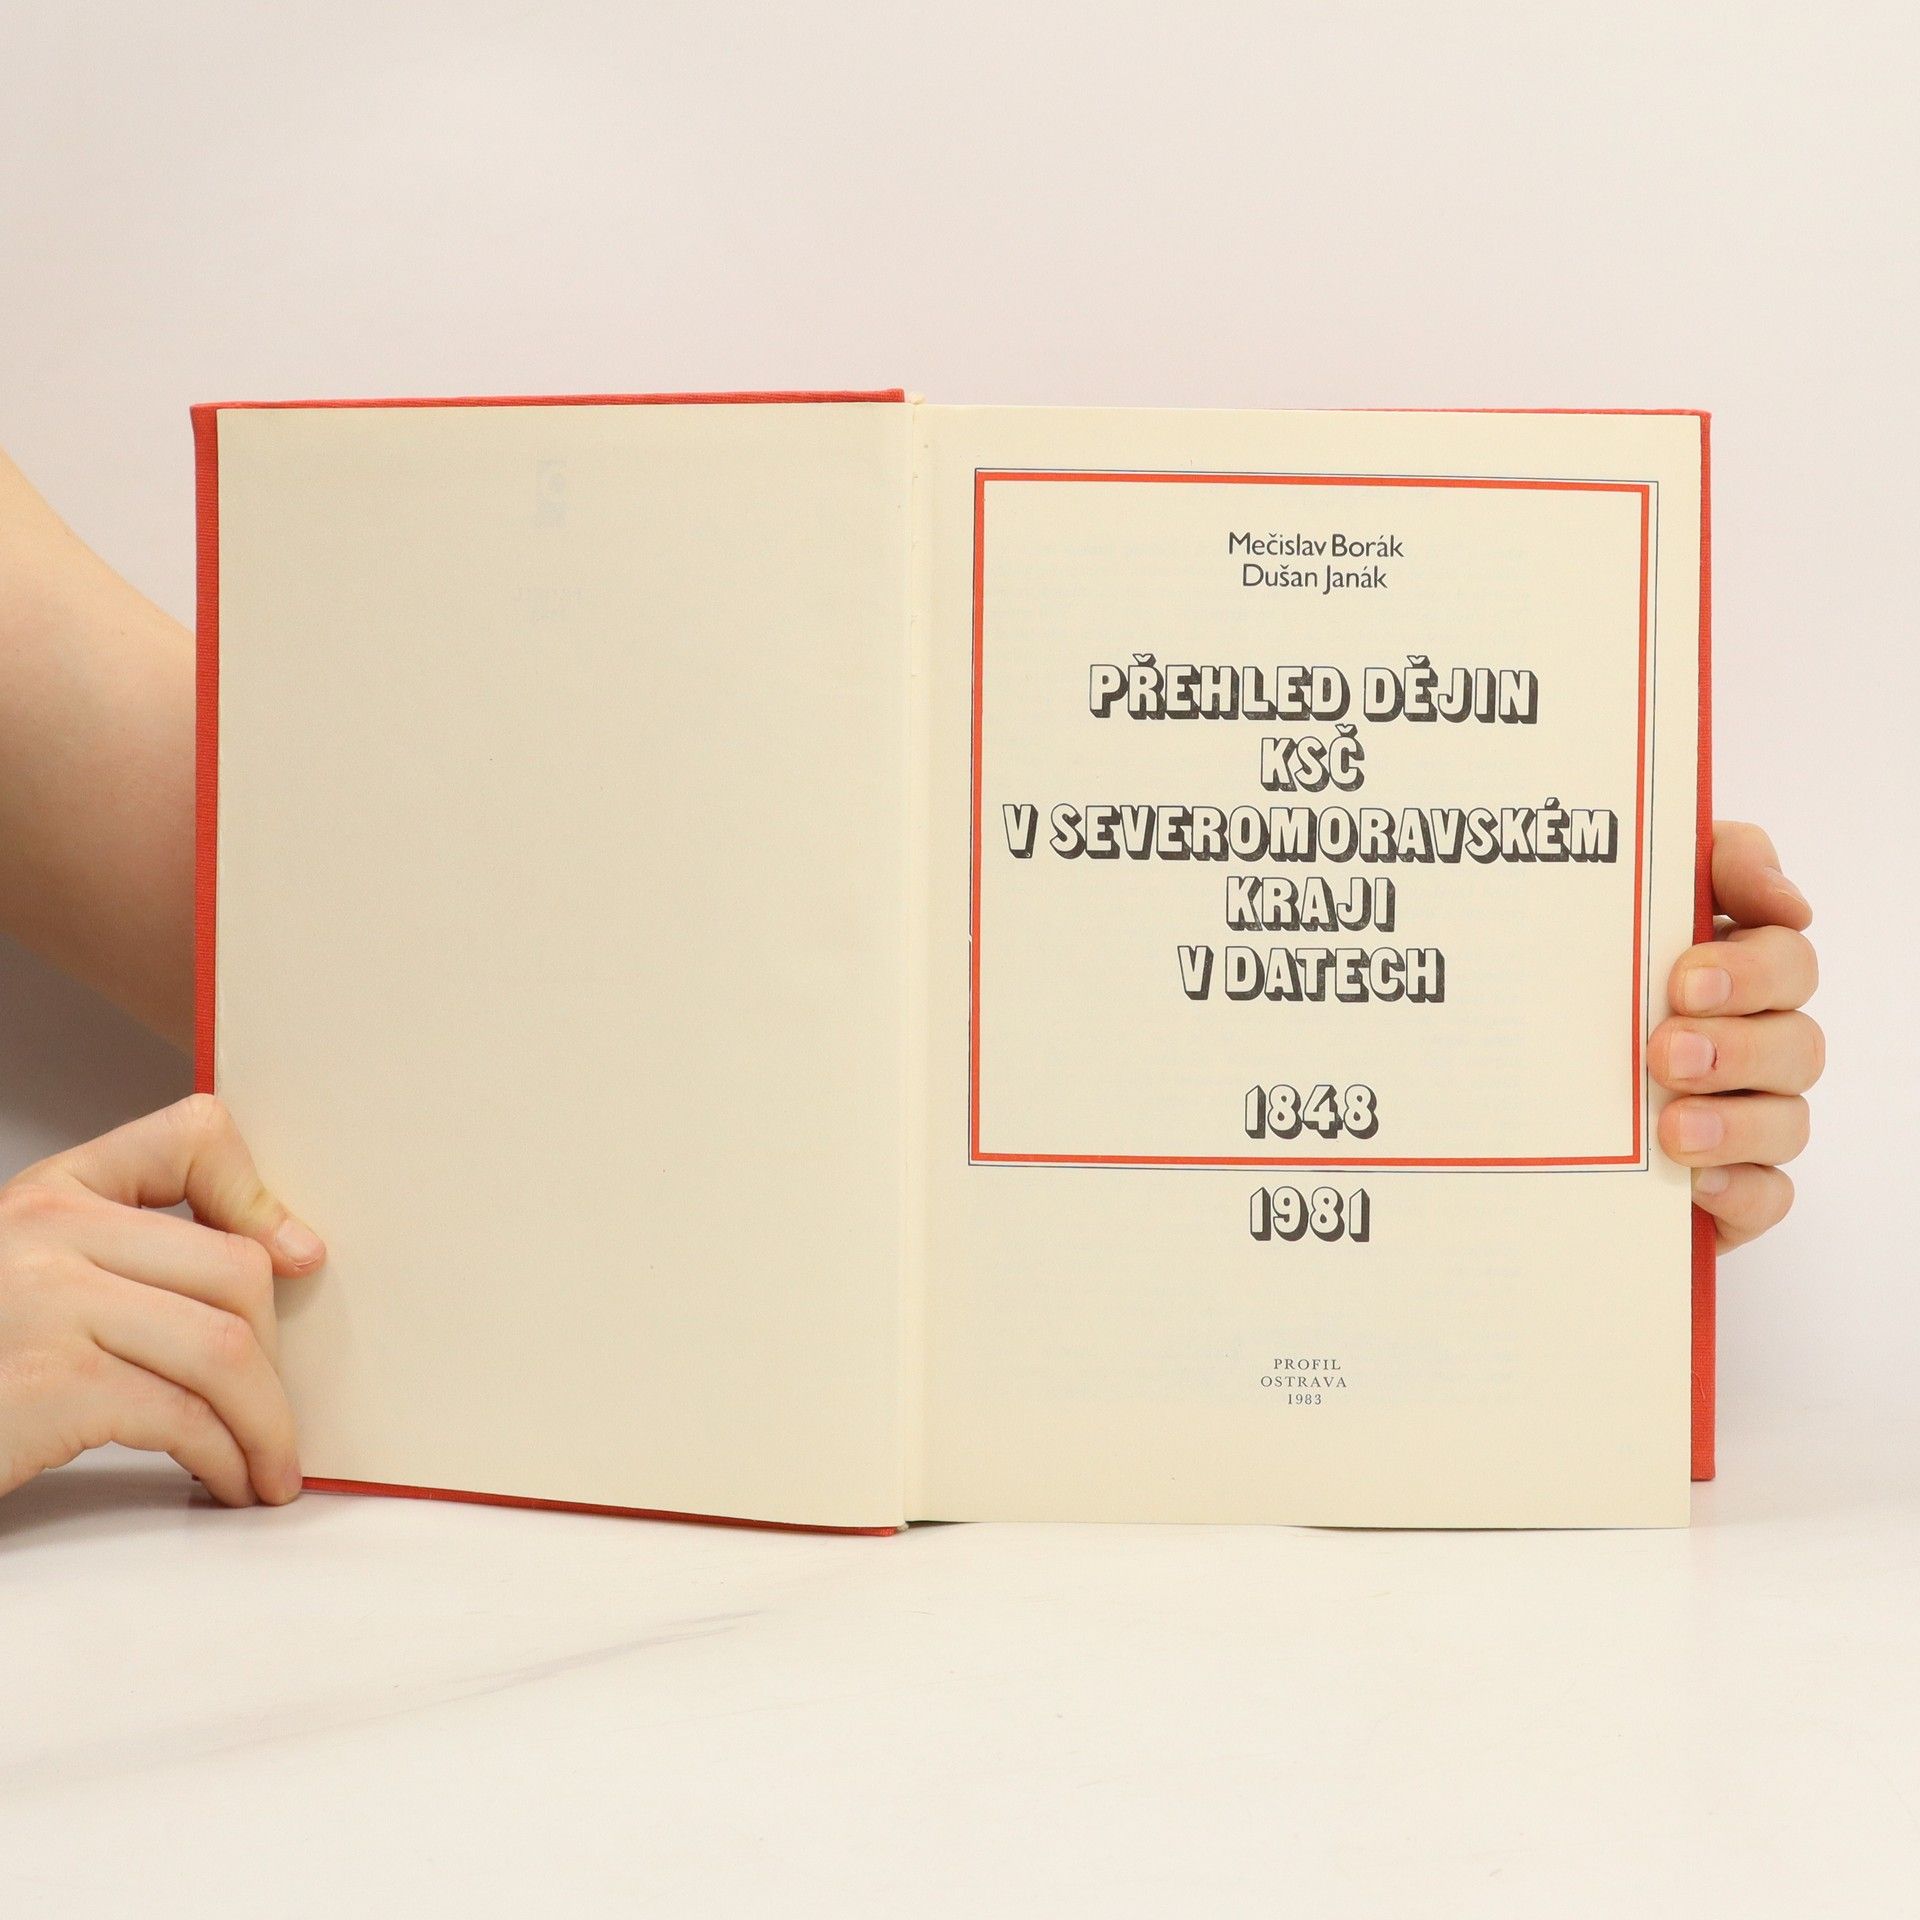 Mečislav Borák
Dušan Janák
PŘEHLED DĚJIN
KSČ
V SEVEROMORAVSKÉM
KRAJI
V DATECH
1848
1981
PROFIL
OSTRAVA
1983